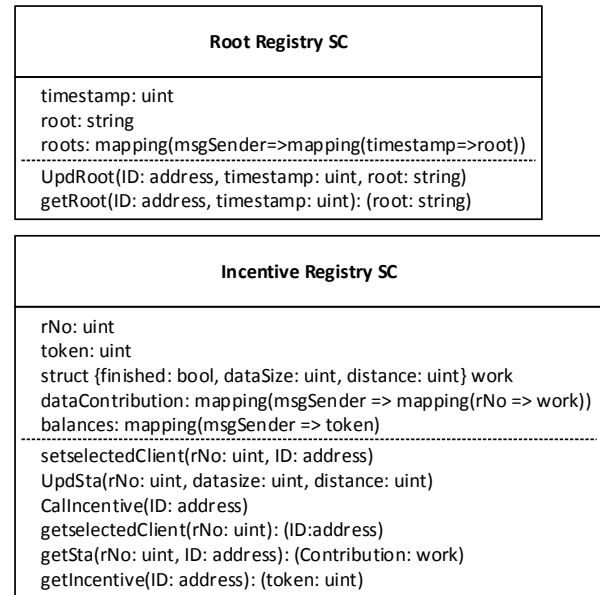 Root Registry SC
timestamp: uint
root: string
roots: mapping(msgSender=>mapping(timestamp=>root))
UpdRoot(ID: address, timestamp: uint, root: string)
getRoot(ID: address, timestamp: uint): (root: string)
Incentive Registry SC
rNo: uint
token: uint
struct {finished: bool, dataSize: uint, distance: uint} work
dataContribution: mapping(msgSender => mapping(rNo => work))
balances: mapping(msgSender => token)
setselectedClient(rNo: uint, ID: address)
UpdSta(rNo: uint, datasize: uint, distance: uint)
CalIncentive(ID: address)
getselectedClient(rNo: uint): (ID:address)
getSta(rNo: uint, ID: address): (Contribution: work)
getIncentive(ID: address): (token: uint)